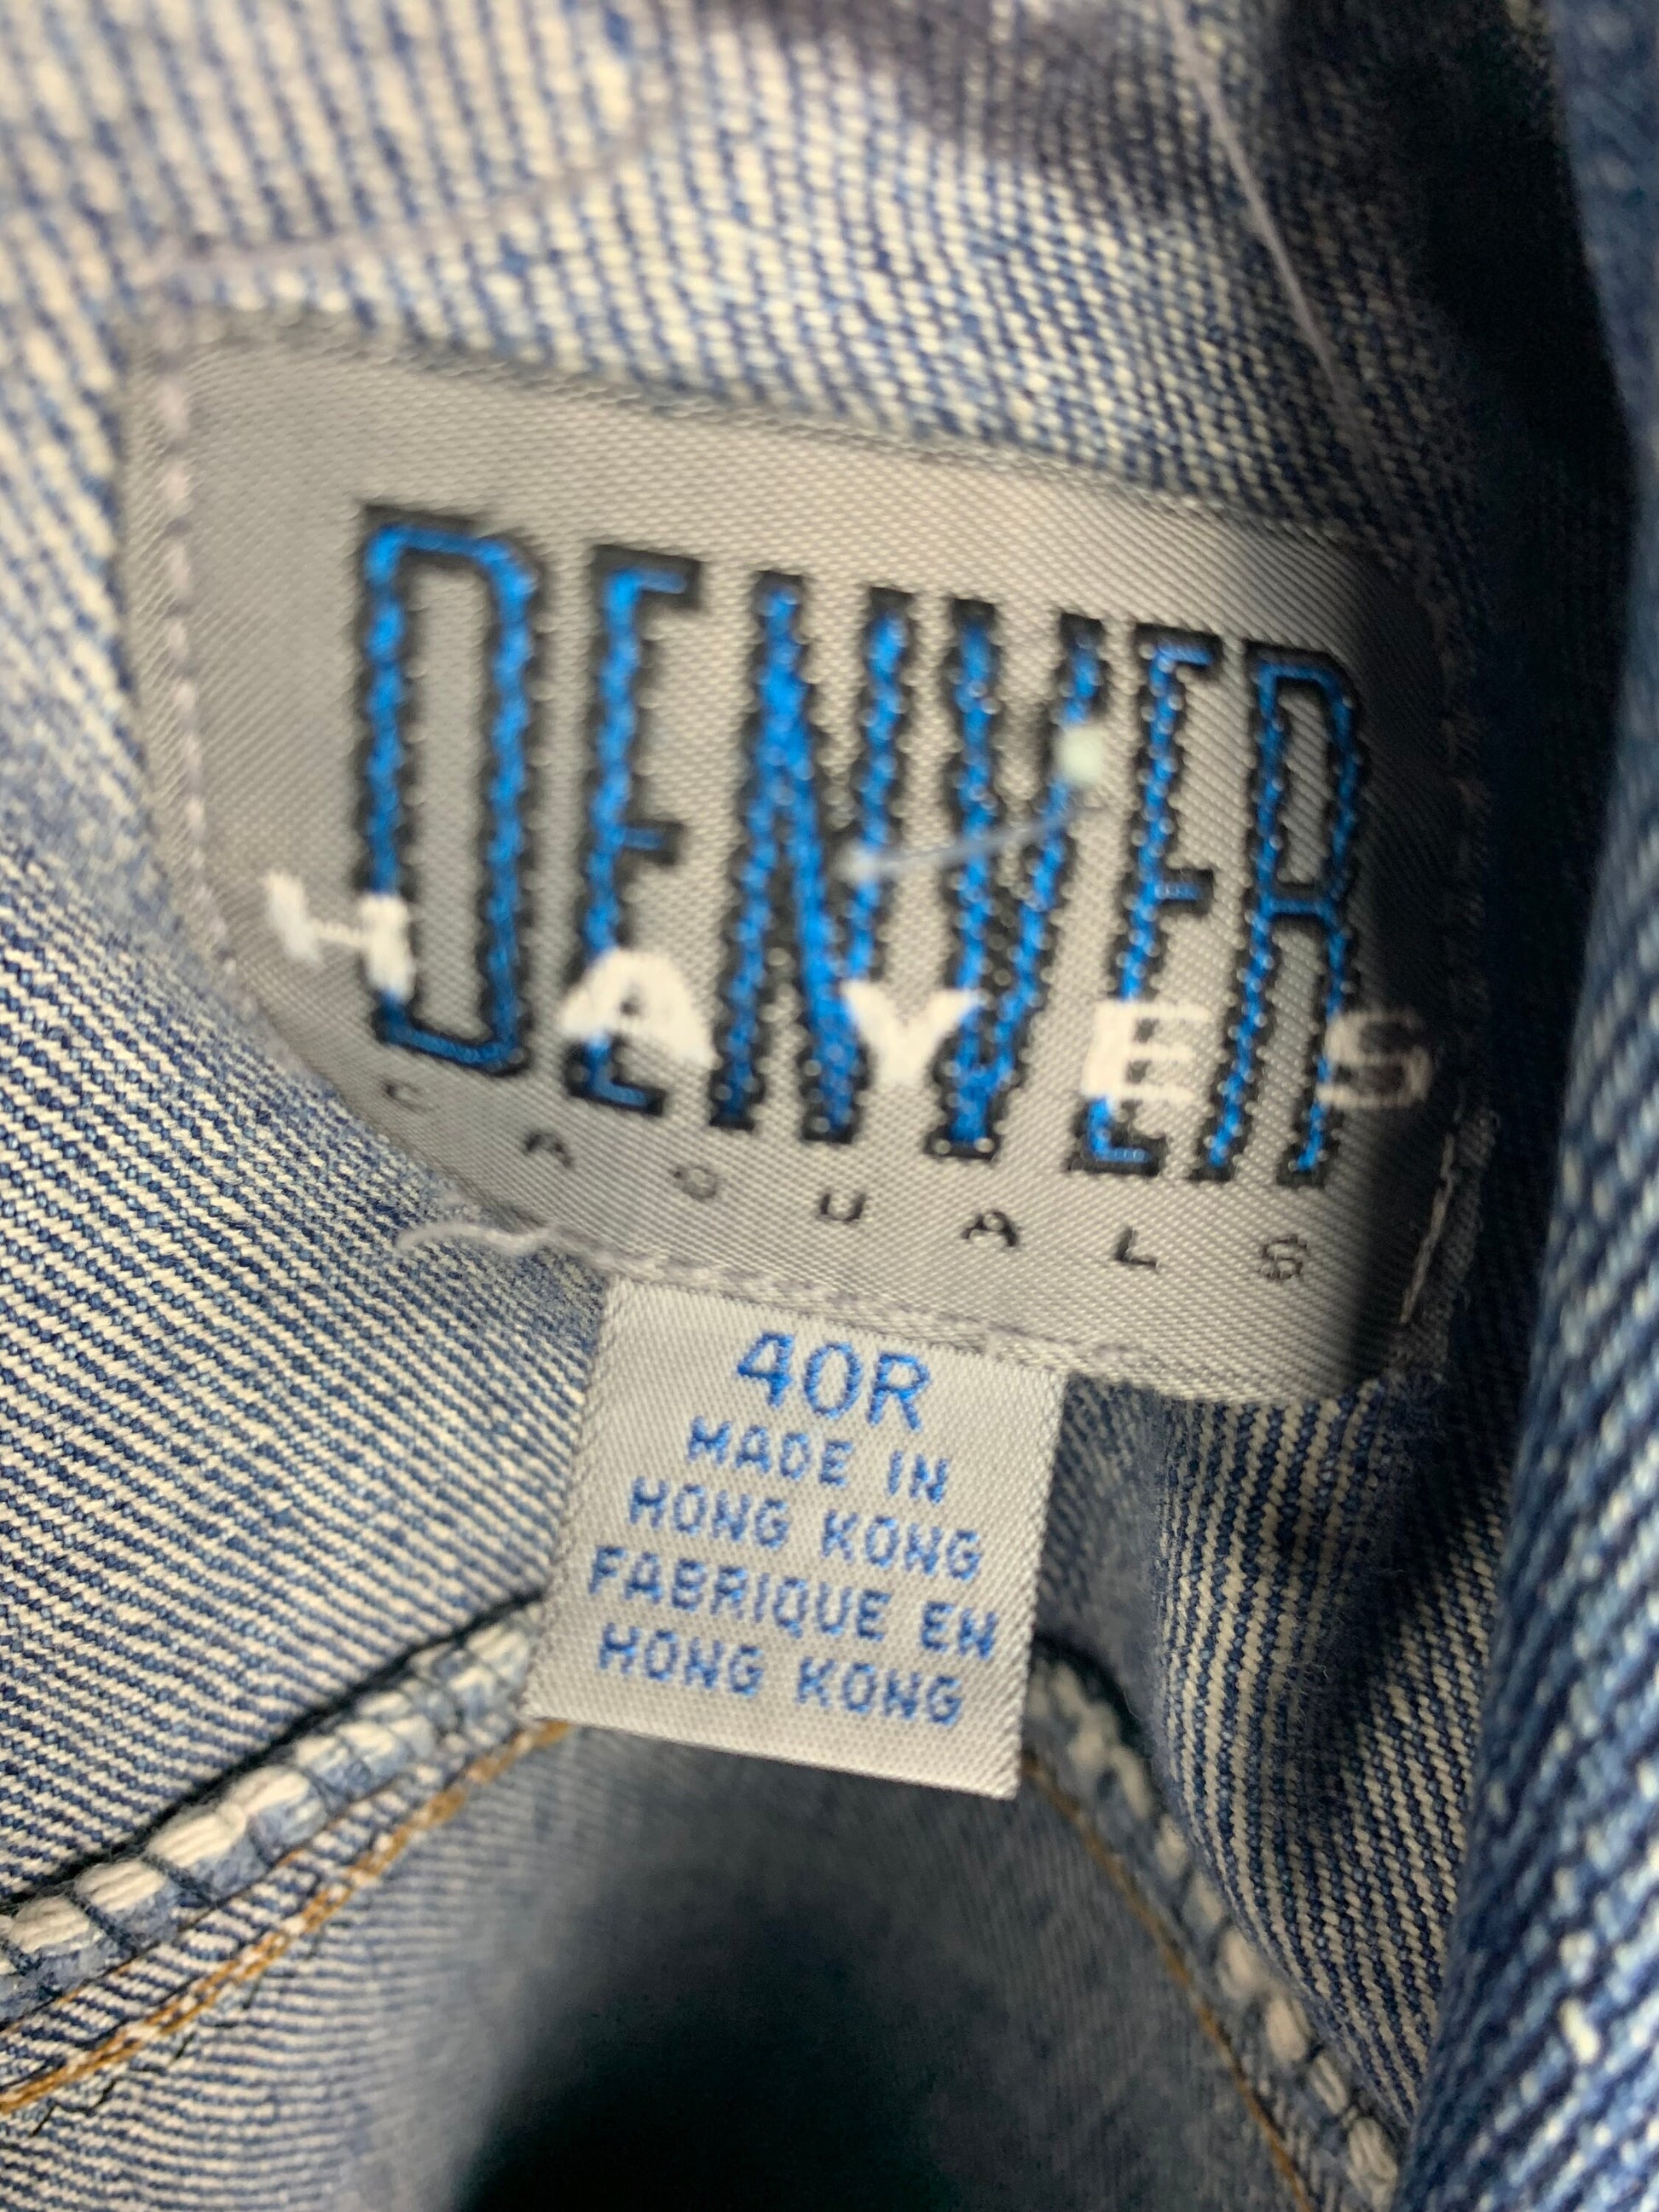 DENVER
HAYES
CASUALS
40R
MADE IN
HONG KONG
FABRIQUE EN
HONG KONG